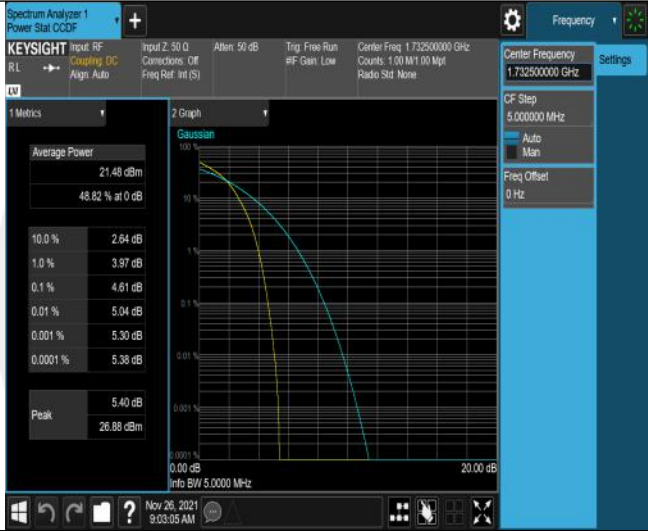 Spectrum Analyzer 1
Power Stat CCDF
Frequency
KEYSIGHT
RL
Input: RF
Coupling: DC
Align: Auto
Input Z: 50 Ω
Corrections: Off
Freq Ref: Int (S)
Atten: 50 dB
Trig: Free Run
#IF Gain: Low
Center Freq: 1.732500000 GHz
Counts: 1.00 M/1.00 Mpt
Radio Std: None
1 Metrics
Average Power
21.48 dBm
48.82 % at 0 dB
10.0 % 2.64 dB
1.0 % 3.97 dB
0.1 % 4.61 dB
0.01 % 5.04 dB
0.001 % 5.30 dB
0.0001 % 5.38 dB
Peak
5.40 dB
26.88 dBm
2 Graph
Gaussian
100 %
10 %
1 %
0.1 %
0.01 %
0.001 %
0.0001 %
0.00 dB
20.00 dB
Info BW 5.0000 MHz
Center Frequency
1.732500000 GHz
Settings
CF Step
5.000000 MHz
Auto
Man
Freq Offset
0 Hz
?
Nov 26, 2021
9:03:05 AM